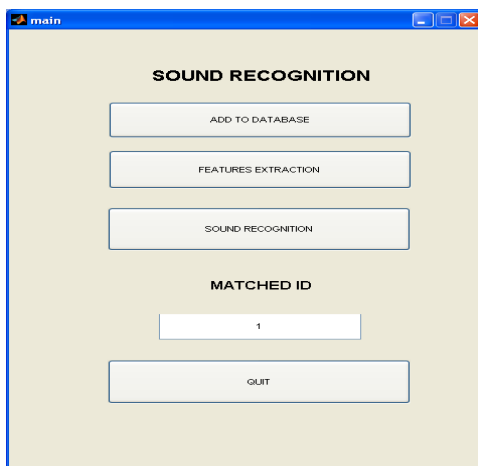 main
SOUND RECOGNITION
ADD TO DATABASE
FEATURES EXTRACTION
SOUND RECOGNITION
MATCHED ID
1
QUIT